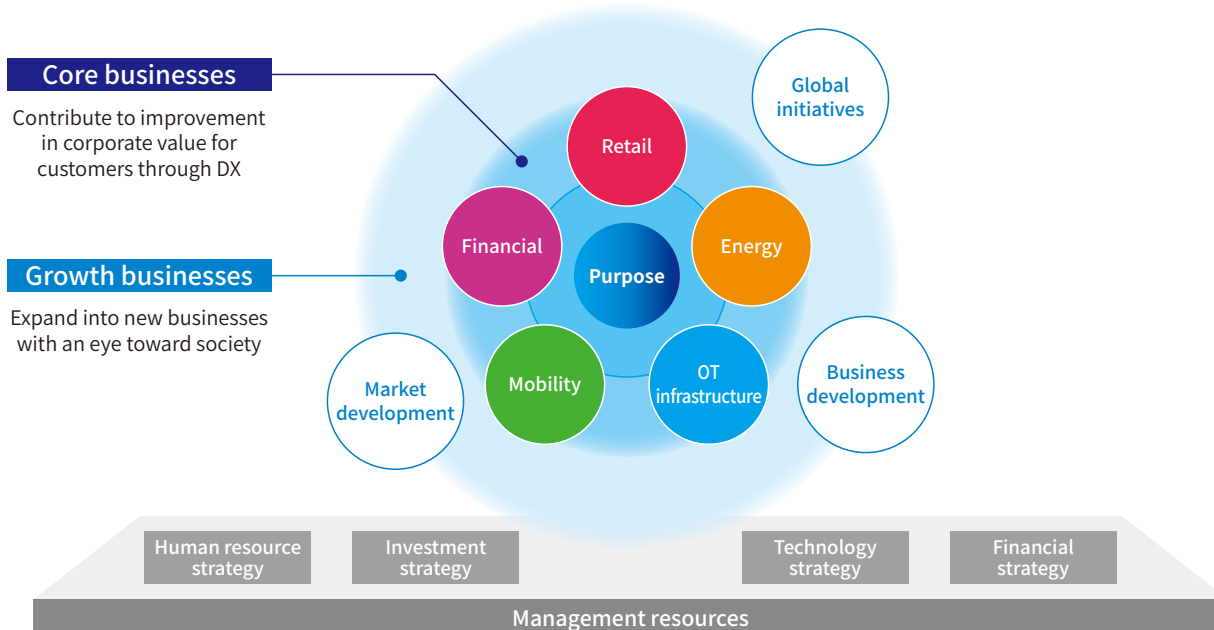 Core businesses
Contribute to improvement
in corporate value for
customers through DX
Growth businesses
Expand into new businesses
with an eye toward society
Global
initiatives
Retail
Financial
Energy
Purpose
Mobility
OT
infrastructure
Market
development
Business
development
Human resource
strategy
Investment
strategy
Technology
strategy
Financial
strategy
Management resources